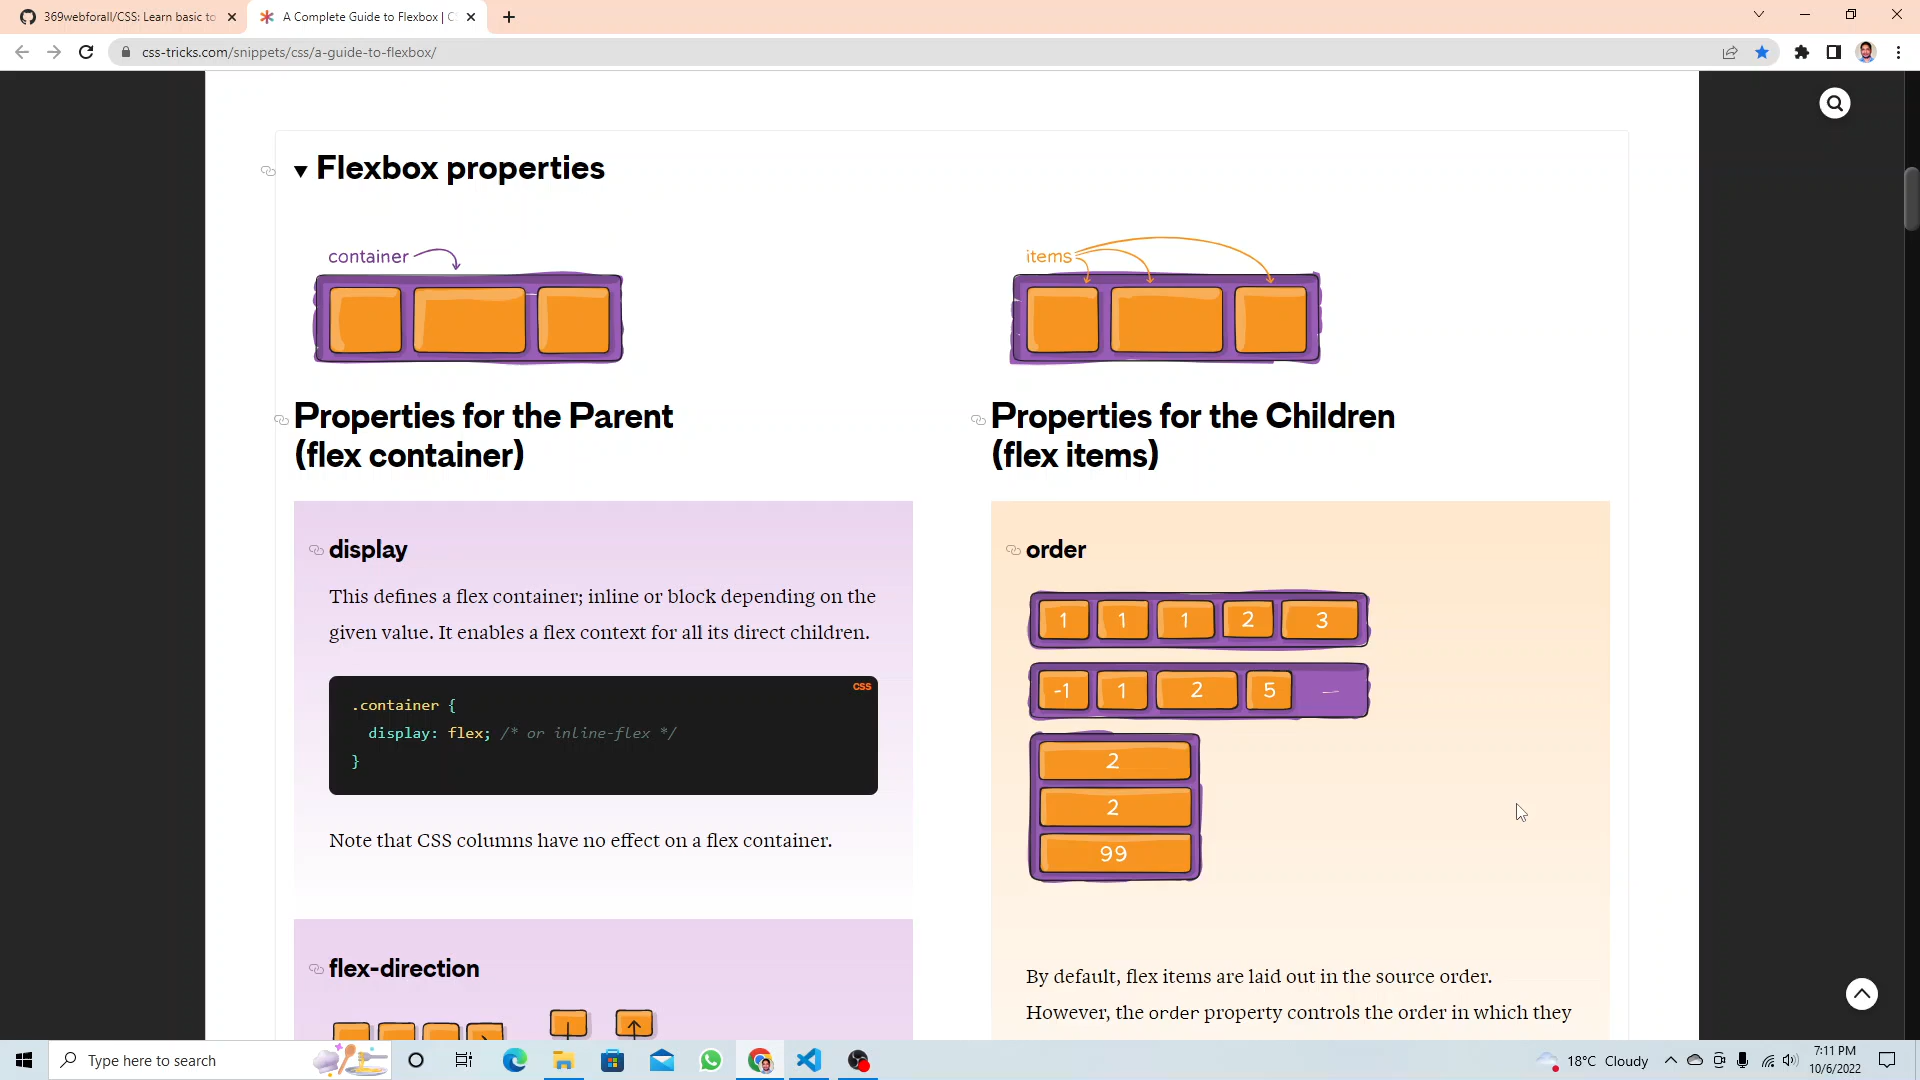 369webforall/CSS: Learn basic to
A Complete Guide to Flexbox | C
css-tricks.com/snippets/css/a-guide-to-flexbox/
Flexbox properties
container
items
Properties for the Parent
(flex container)
Properties for the Children
(flex items)
display
This defines a flex container; inline or block depending on the
given value. It enables a flex context for all its direct children.
CSS
.container {
display: flex; /* or inline-flex */
}
Note that CSS columns have no effect on a flex container.
flex-direction
order
1 1 1 2 3
-1 1 2 5
2
2
99
By default, flex items are laid out in the source order.
However, the order property controls the order in which they
Type here to search
18°C Cloudy
7:11 PM
10/6/2022